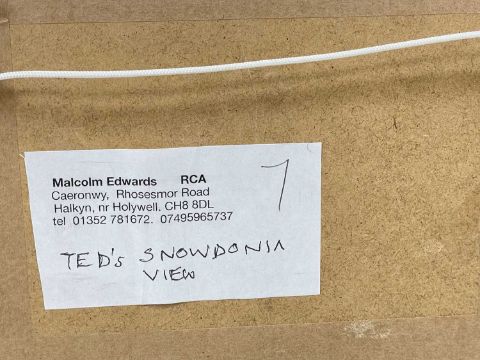 Malcolm Edwards RCA
Caeronwy, Rhosesmor Road
Halkyn, nr Holywell, CH8 8DL
tel 01352 781672. 07495965737
7
TED's SNOWDONIA
VIEW